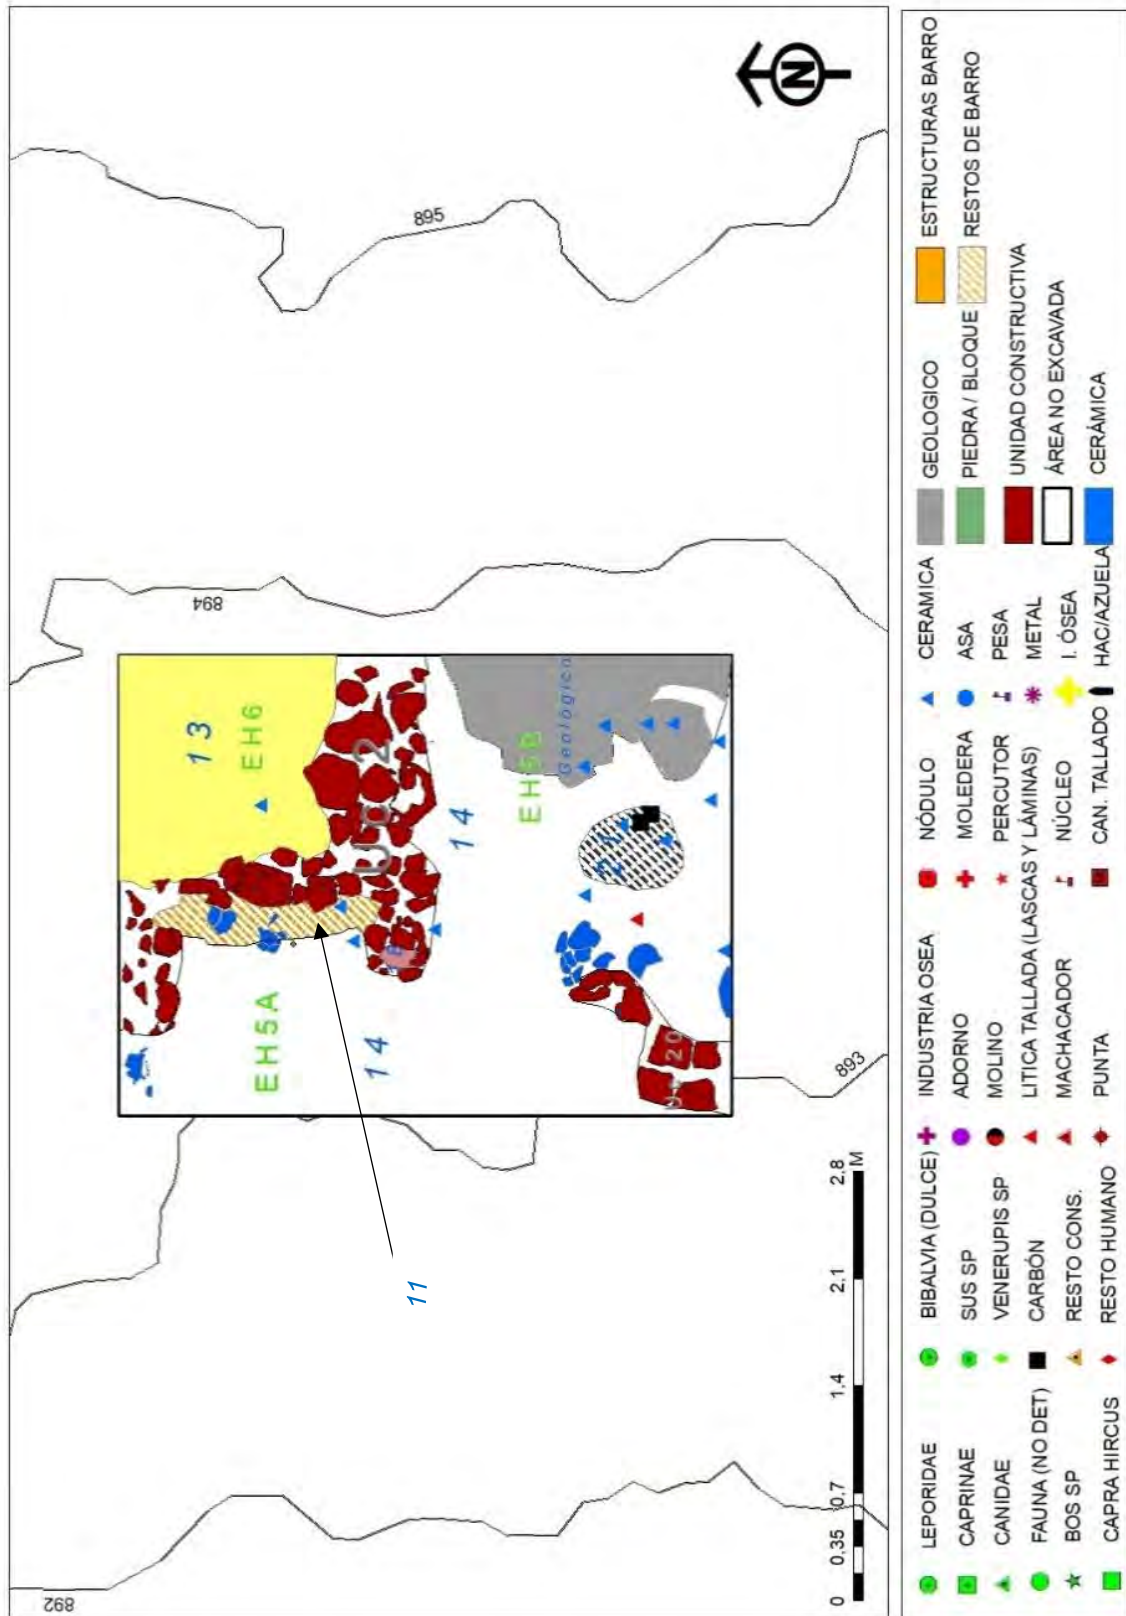 892
893
894
895
N
13
EH6
Uc 2
14
EH5B
Geológico
EH5A
14
20
11
0 0,35 0,7 1,4 2,1 2,8
M
LEPORIDAE
CAPRINAE
CANIDAE
FAUNA (NO DET)
BOS SP
CAPRA HIRCUS
BIBALVIA (DULCE)
SUS SP
VENERUPIS SP
CARBÓN
RESTO CONS.
RESTO HUMANO
INDUSTRIA OSEA
ADORNO
MOLINO
LITICA TALLADA (LASCAS Y LÁMINAS)
MACHACADOR
PUNTA
NÓDULO
MOLEDERA
PERCUTOR
NÚCLEO
CAN. TALLADO
CERAMICA
ASA
PESA
METAL
I. ÓSEA
HAC/AZUELA
GEOLOGICO
PIEDRA / BLOQUE
UNIDAD CONSTRUCTIVA
ÁREA NO EXCAVADA
CERÁMICA
ESTRUCTURAS BARRO
RESTOS DE BARRO